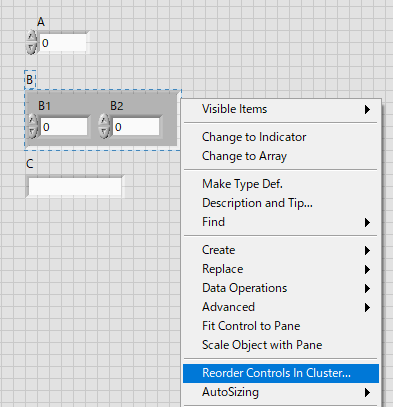 A
0
B
B1 B2
0 0
C
Visible Items
Change to Indicator
Change to Array
Make Type Def.
Description and Tip...
Find
Create
Replace
Data Operations
Advanced
Fit Control to Pane
Scale Object with Pane
Reorder Controls In Cluster...
AutoSizing